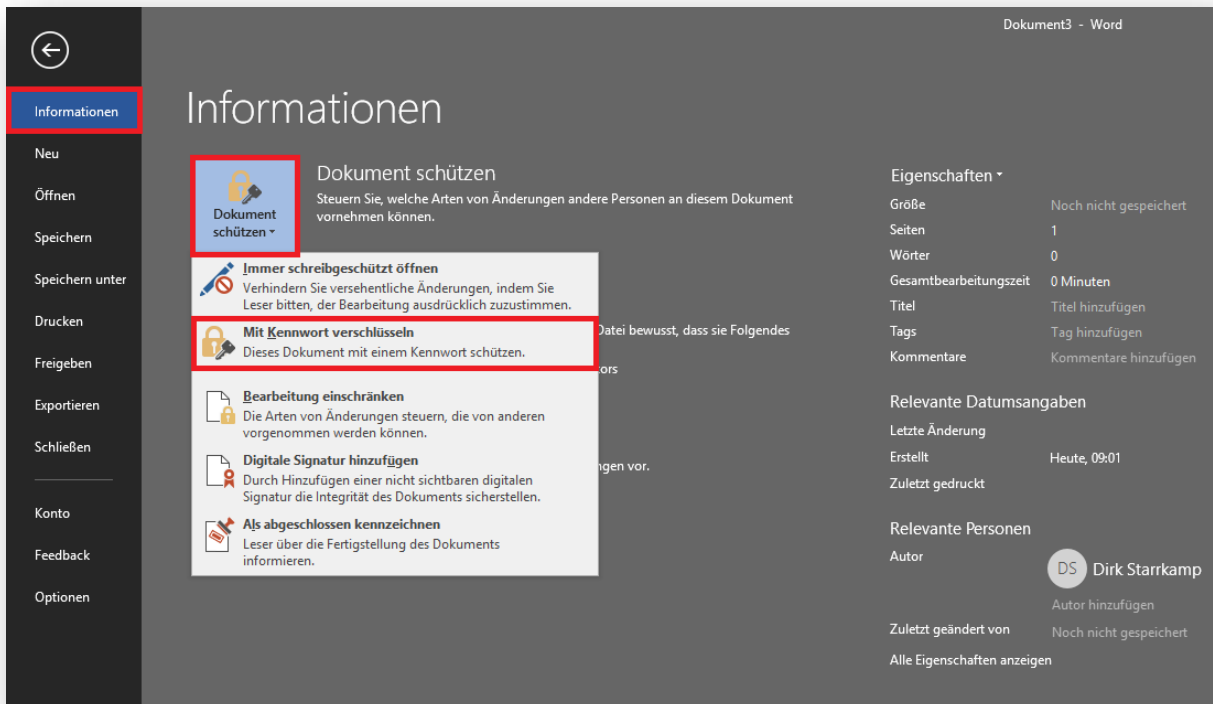 Dokument3 - Word
Informationen
Neu
Öffnen
Speichern
Speichern unter
Drucken
Freigeben
Exportieren
Schließen
Konto
Feedback
Optionen
Informationen
Dokument
schützen
Dokument schützen
Steuern Sie, welche Arten von Änderungen andere Personen an diesem Dokument
vornehmen können.
Immer schreibgeschützt öffnen
Verhindern Sie versehentliche Änderungen, indem Sie
Leser bitten, der Bearbeitung ausdrücklich zuzustimmen.
Mit Kennwort verschlüsseln
Dieses Dokument mit einem Kennwort schützen.
Bearbeitung einschränken
Die Arten von Änderungen steuern, die von anderen
vorgenommen werden können.
Digitale Signatur hinzufügen
Durch Hinzufügen einer nicht sichtbaren digitalen
Signatur die Integrität des Dokuments sicherstellen.
Als abgeschlossen kennzeichnen
Leser über die Fertigstellung des Dokuments
informieren.
Datei bewusst, dass sie Folgendes
ors
ngen vor.
Eigenschaften
Größe Noch nicht gespeichert
Seiten 1
Wörter 0
Gesamtbearbeitungszeit 0 Minuten
Titel Titel hinzufügen
Tags Tag hinzufügen
Kommentare Kommentare hinzufügen
Relevante Datumsangaben
Letzte Änderung
Erstellt Heute, 09:01
Zuletzt gedruckt
Relevante Personen
Autor
DS Dirk Starrkamp
Autor hinzufügen
Zuletzt geändert von Noch nicht gespeichert
Alle Eigenschaften anzeigen